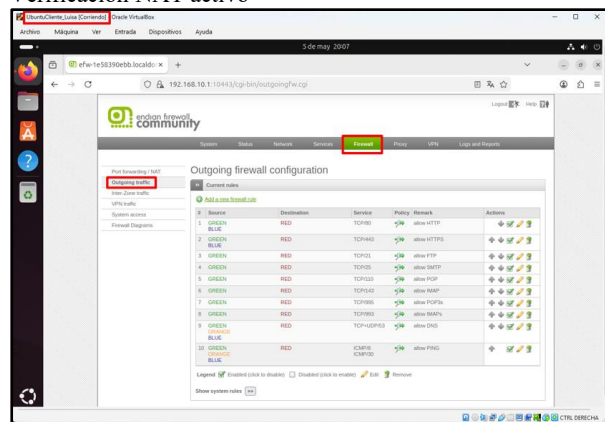 Verificación NAT activo
UbuntuCliente_Luisa [Corriendo] - Oracle VirtualBox
Archivo Máquina Ver Entrada Dispositivos Ayuda
5 de may 20:07
efw-1e58390ebb.localdo
192.168.10.1:10443/cgi-bin/outgoingfw.cgi
endian firewall
community
Logout Help
System Status Network Services Firewall Proxy VPN Logs and Reports
Port forwarding / NAT
Outgoing traffic
Inter-Zone traffic
VPN traffic
System access
Firewall Diagrams
Outgoing firewall configuration
Current rules
Add a new firewall rule
# Source Destination Service Policy Remark Actions
1 GREEN RED TCP/80 allow HTTP
BLUE
2 GREEN RED TCP/443 allow HTTPS
BLUE
3 GREEN RED TCP/21 allow FTP
4 GREEN RED TCP/25 allow SMTP
5 GREEN RED TCP/110 allow POP
6 GREEN RED TCP/143 allow IMAP
7 GREEN RED TCP/995 allow POP3s
8 GREEN RED TCP/993 allow IMAPs
9 GREEN RED TCP+UDP/53 allow DNS
ORANGE
BLUE
10 GREEN RED ICMP/8 allow PING
ORANGE ICMP/30
BLUE
Legend Enabled (click to disable) Disabled (click to enable) Edit Remove
Show system rules >>
CTRL DERECHA